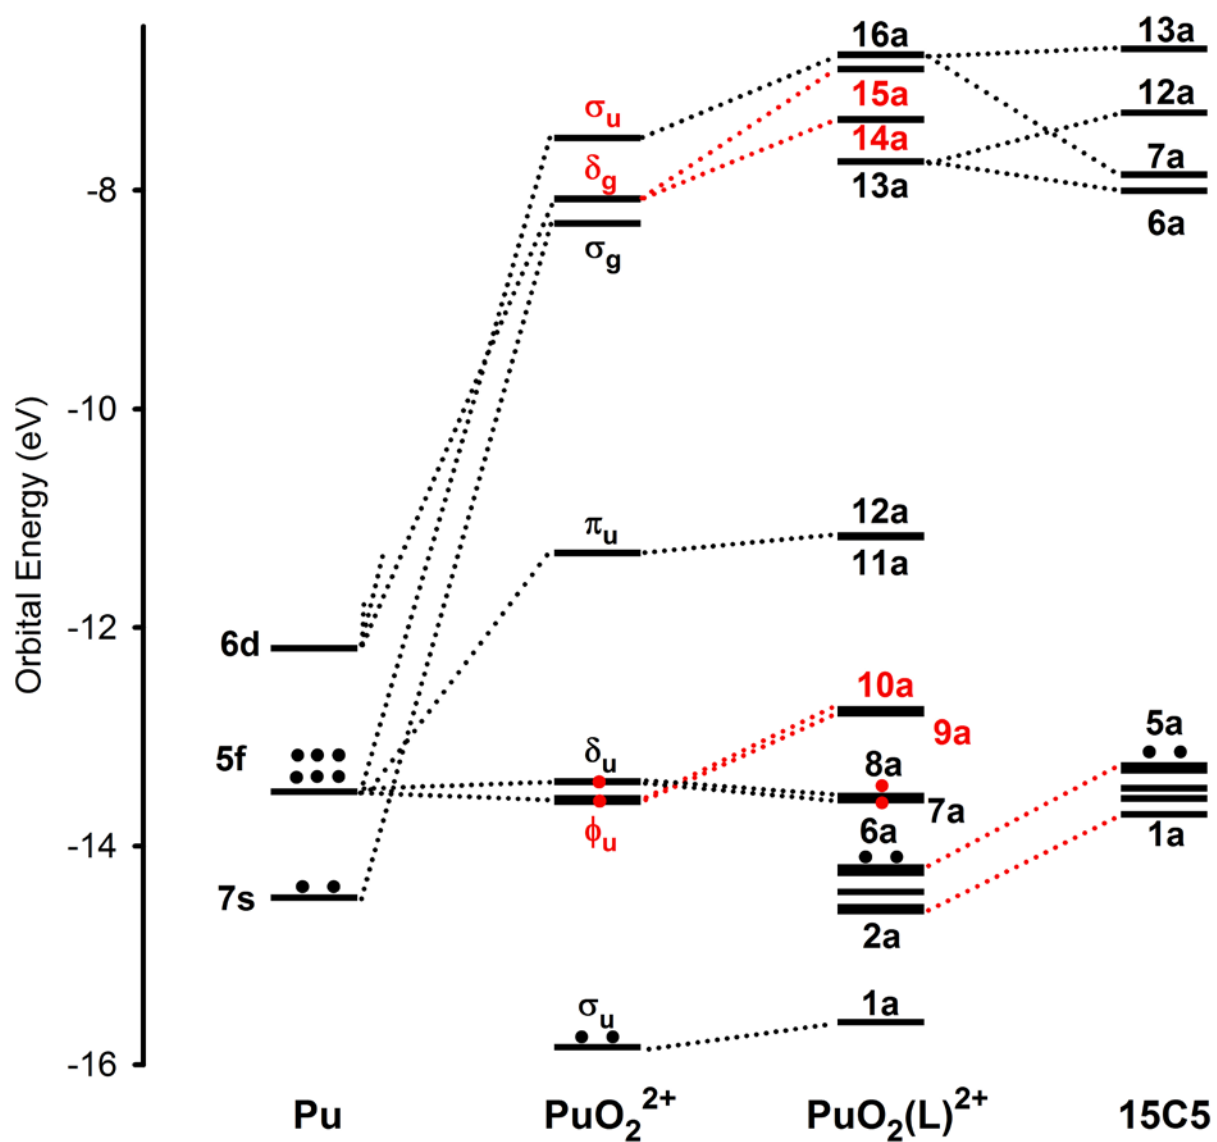 Orbital Energy (eV)
-8
-10
-12
-14
-16
6d
5f
7s
σu
δg
σg
πu
δu
ϕu
σu
16a
15a
14a
13a
12a
11a
10a
9a
8a
7a
6a
2a
1a
13a
12a
7a
6a
5a
1a
Pu
PuO₂²⁺
PuO₂(L)²⁺
15C5